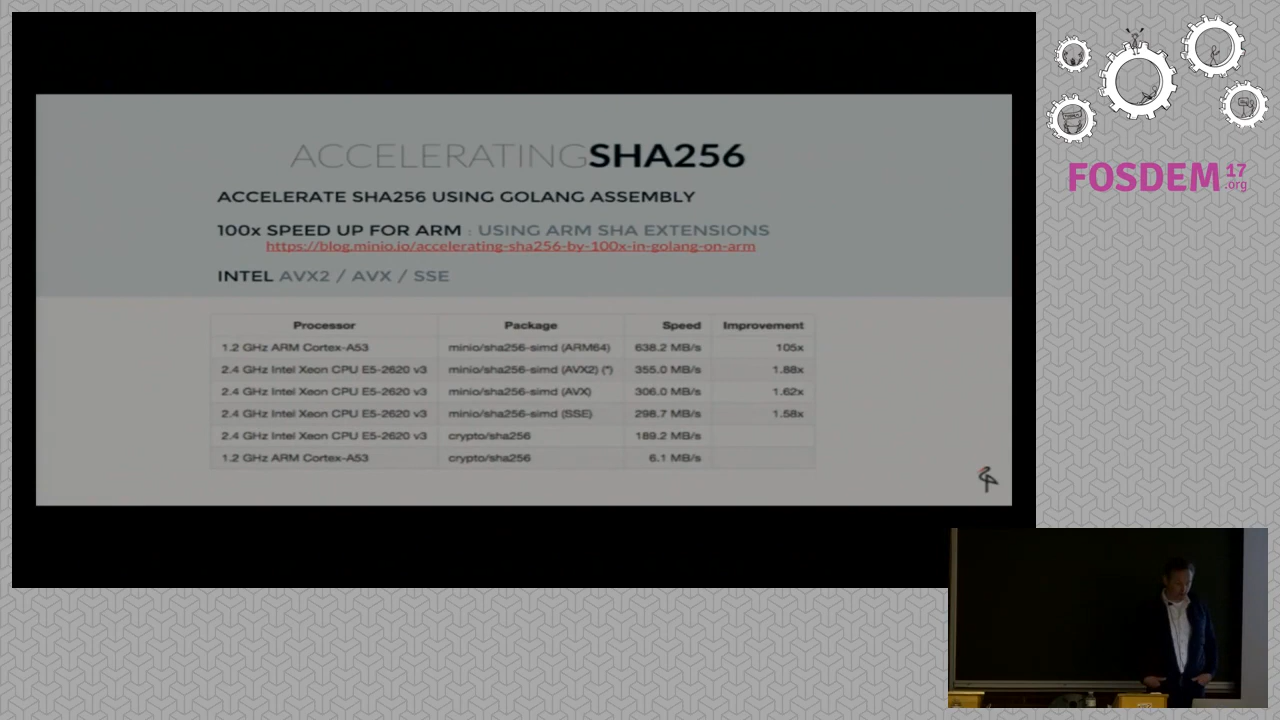 ACCELERATINGSHA256
ACCELERATE SHA256 USING GOLANG ASSEMBLY
100x SPEED UP FOR ARM : USING ARM SHA EXTENSIONS
https://blog.minio.io/accelerating-sha256-by-100x-in-golang-on-arm
INTEL AVX2 / AVX / SSE
Processor Package Speed Improvement
1.2 GHz ARM Cortex-A53 minio/sha256-simd (ARM64) 638.2 MB/s 105x
2.4 GHz Intel Xeon CPU E5-2620 v3 minio/sha256-simd (AVX2) (*) 355.0 MB/s 1.88x
2.4 GHz Intel Xeon CPU E5-2620 v3 minio/sha256-simd (AVX) 306.0 MB/s 1.62x
2.4 GHz Intel Xeon CPU E5-2620 v3 minio/sha256-simd (SSE) 298.7 MB/s 1.58x
2.4 GHz Intel Xeon CPU E5-2620 v3 crypto/sha256 189.2 MB/s
1.2 GHz ARM Cortex-A53 crypto/sha256 6.1 MB/s
FOSDEM 17
.org